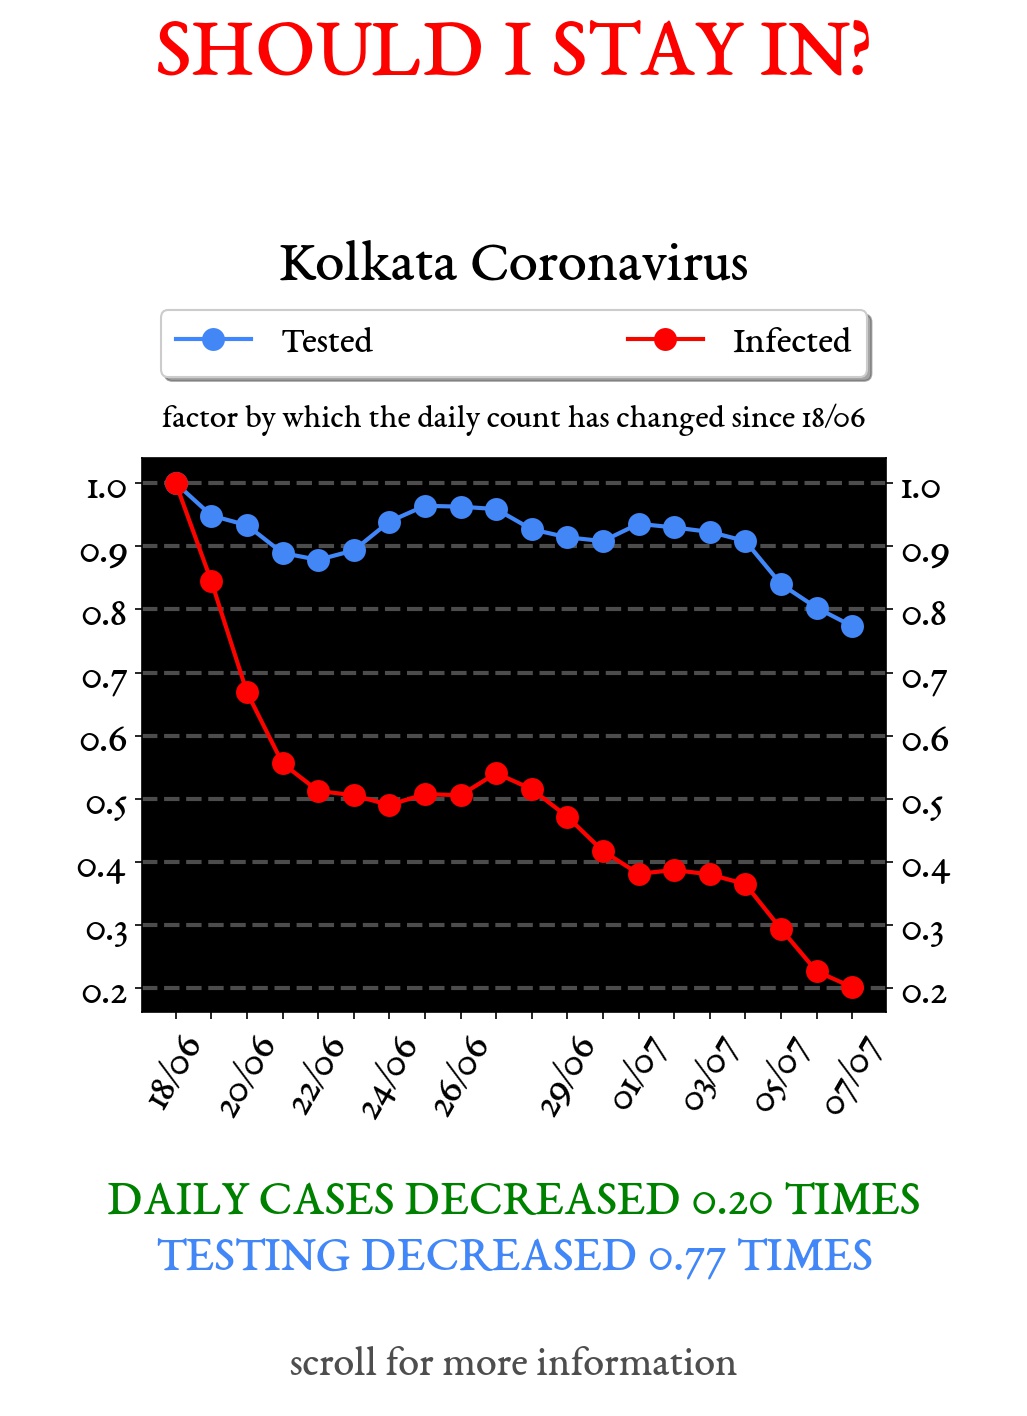 SHOULD I STAY IN?
Kolkata Coronavirus
Tested Infected
factor by which the daily count has changed since 18/06
1.0 1.0
0.9 0.9
0.8 0.8
0.7 0.7
0.6 0.6
0.5 0.5
0.4 0.4
0.3 0.3
0.2 0.2
18/06 20/06 22/06 24/06 26/06 29/06 01/07 03/07 05/07 07/07
DAILY CASES DECREASED 0.20 TIMES
TESTING DECREASED 0.77 TIMES
scroll for more information